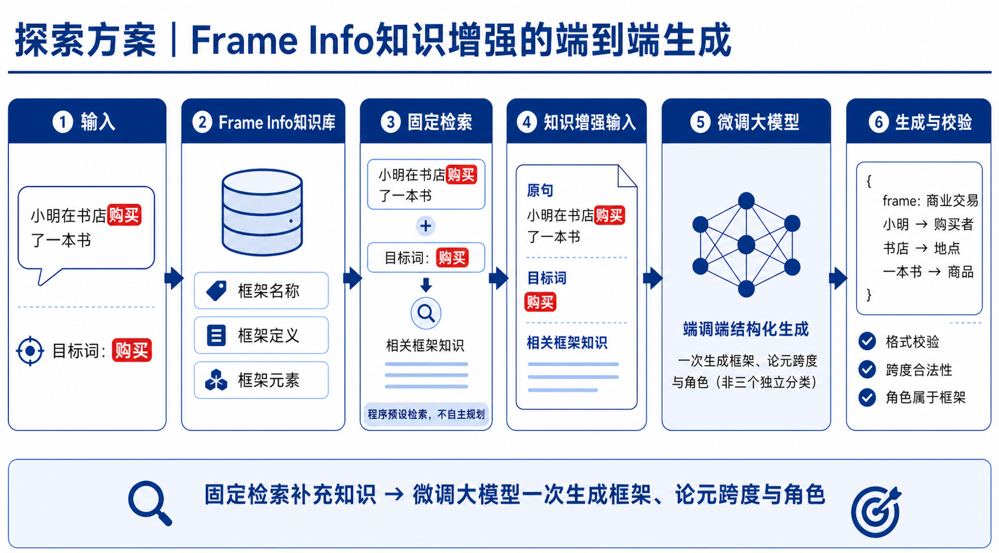 探索方案｜Frame Info知识增强的端到端生成
1 输入
小明在书店购买
了一本书
目标词：购买
2 Frame Info知识库
框架名称
框架定义
框架元素
3 固定检索
小明在书店购买
了一本书
+
目标词：购买
相关框架知识
程序预设检索，不自主规划
4 知识增强输入
原句
小明在书店购买
了一本书
目标词
购买
相关框架知识
5 微调大模型
端调端结构化生成
一次生成框架、论元跨度
与角色（非三个独立分类）
6 生成与校验
{
frame: 商业交易
小明 → 购买者
书店 → 地点
一本书 → 商品
}
格式校验
跨度合法性
角色属于框架
固定检索补充知识 → 微调大模型一次生成框架、论元跨度与角色